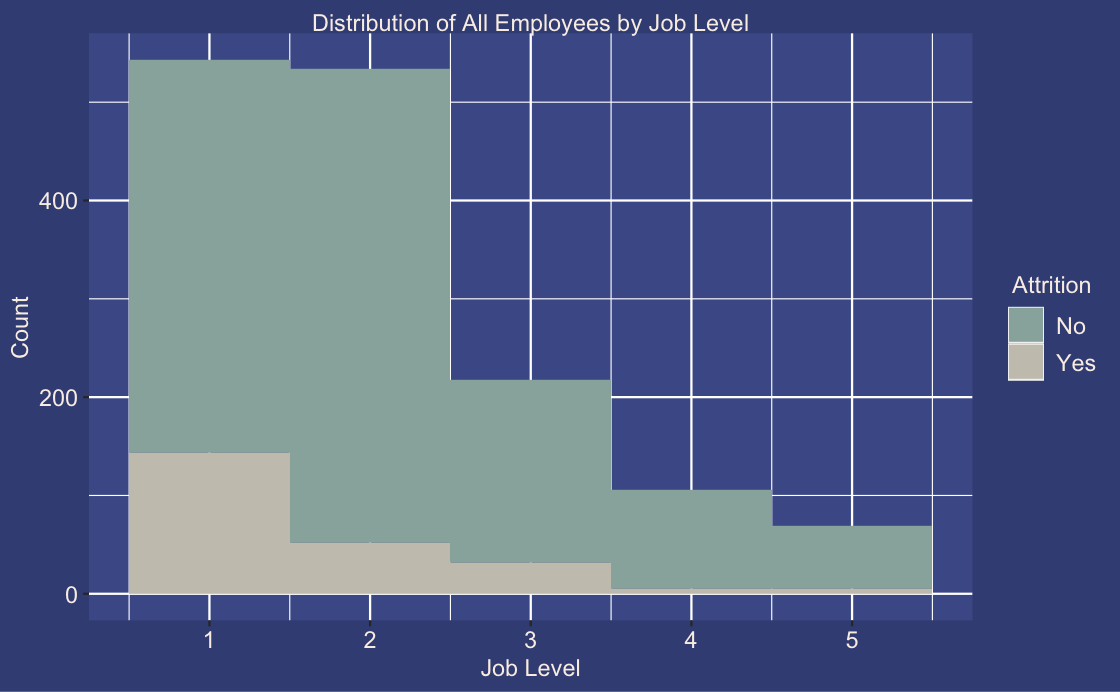 Distribution of All Employees by Job Level
Count
400
200
0
1 2 3 4 5
Job Level
Attrition
No
Yes